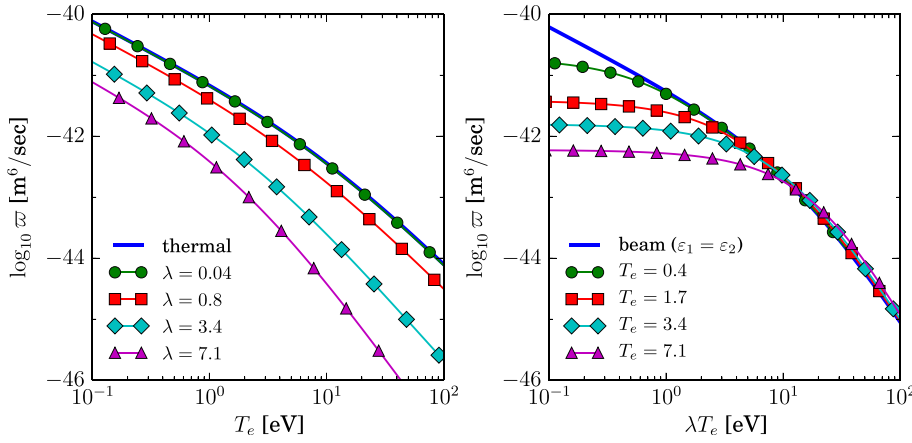 −40
−42
−44
−46
log₁₀ ϖ [m⁶/sec]
thermal
λ = 0.04
λ = 0.8
λ = 3.4
λ = 7.1
10⁻¹ 10⁰ 10¹ 10²
Tₑ [eV]
−40
−42
−44
−46
log₁₀ ϖ [m⁶/sec]
beam (ε₁ = ε₂)
Tₑ = 0.4
Tₑ = 1.7
Tₑ = 3.4
Tₑ = 7.1
10⁻¹ 10⁰ 10¹ 10²
λTₑ [eV]